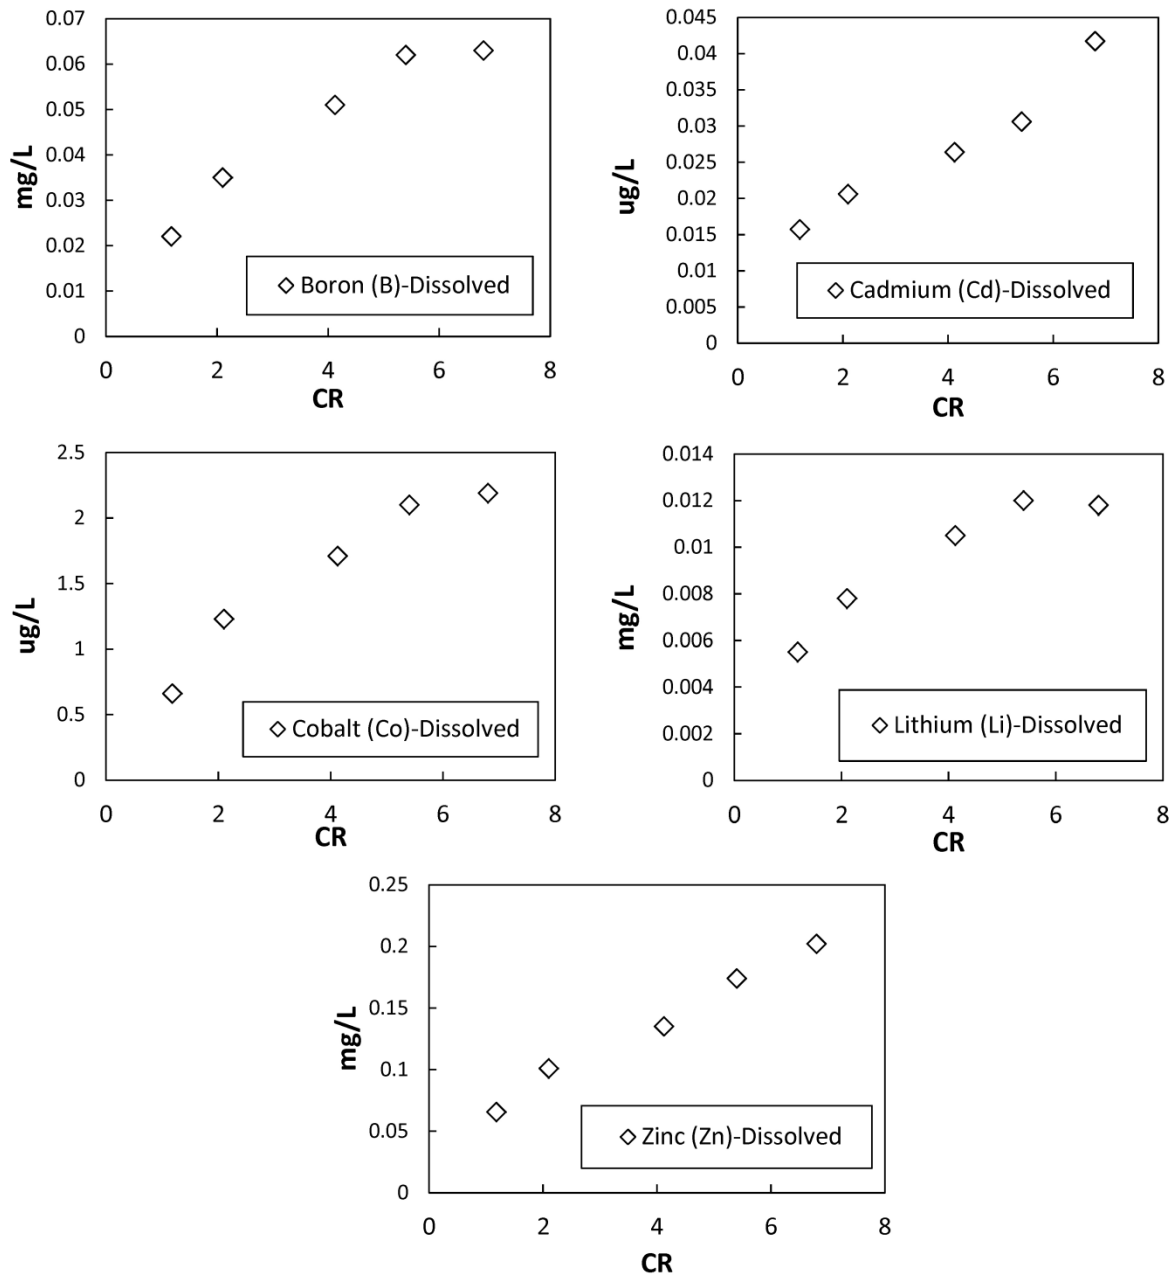 0.07
0.06
0.05
0.04
0.03
0.02
0.01
0
mg/L
0 2 4 6 8
CR
Boron (B)-Dissolved
0.045
0.04
0.035
0.03
0.025
0.02
0.015
0.01
0.005
0
ug/L
0 2 4 6 8
CR
Cadmium (Cd)-Dissolved
2.5
2
1.5
1
0.5
0
ug/L
0 2 4 6 8
CR
Cobalt (Co)-Dissolved
0.014
0.012
0.01
0.008
0.006
0.004
0.002
0
mg/L
0 2 4 6 8
CR
Lithium (Li)-Dissolved
0.25
0.2
0.15
0.1
0.05
0
mg/L
0 2 4 6 8
CR
Zinc (Zn)-Dissolved